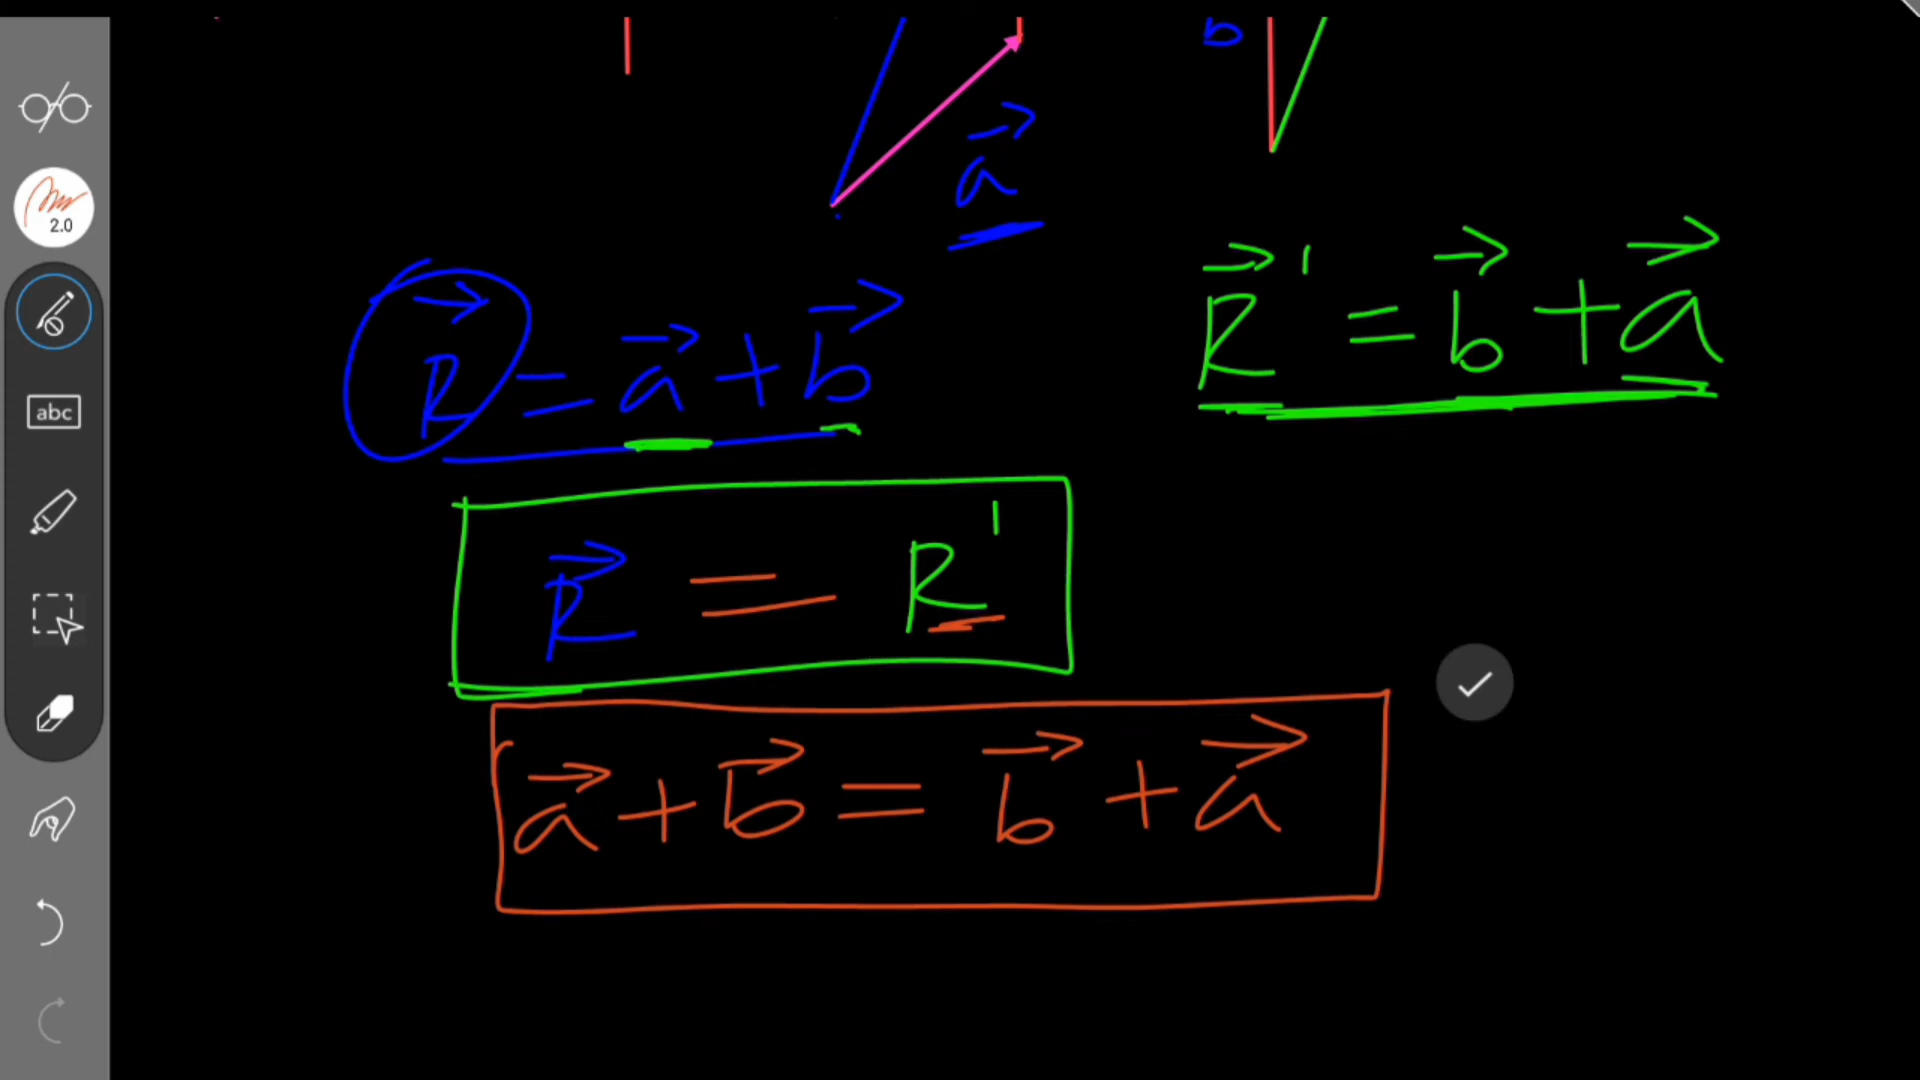 b
2.0
a⃗
abc
R⃗ = a⃗ + b⃗
R⃗' = b⃗ + a⃗
R⃗ = R'
a⃗ + b⃗ = b⃗ + a⃗